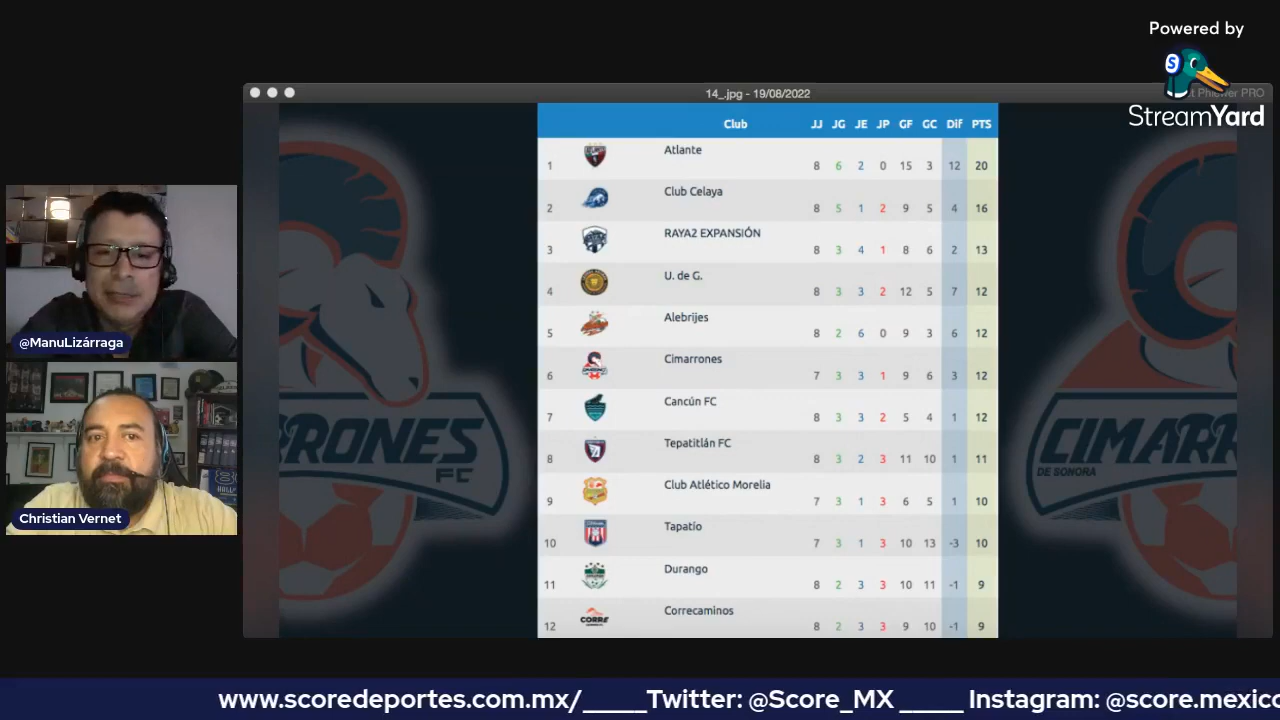 Powered by
StreamYard
14_.jpg - 19/08/2022
PRO
Club JJ JG JE JP GF GC Dif PTS
1 Atlante 8 6 2 0 15 3 12 20
2 Club Celaya 8 5 1 2 9 5 4 16
3 RAYA2 EXPANSIÓN 8 3 4 1 8 6 2 13
4 U. de G. 8 3 3 2 12 5 7 12
5 Alebrijes 8 2 6 0 9 3 6 12
6 Cimarrones 7 3 3 1 9 6 3 12
7 Cancún FC 8 3 3 2 5 4 1 12
8 Tepatitlán FC 8 3 2 3 11 10 1 11
9 Club Atlético Morelia 7 3 1 3 6 5 1 10
10 Tapatío 7 3 1 3 10 13 -3 10
11 Durango 8 2 3 3 10 11 -1 9
CORRE
12 Correcaminos 8 2 3 3 9 10 -1 9
@ManuLizárraga
Christian Vernet
RRONES
FC
CIMARR
DE SONORA
www.scoredeportes.com.mx/_____Twitter: @Score_MX _____ Instagram: @score.mexico